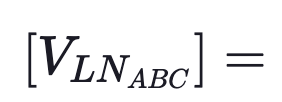 [V_{LN_{ABC}}] =